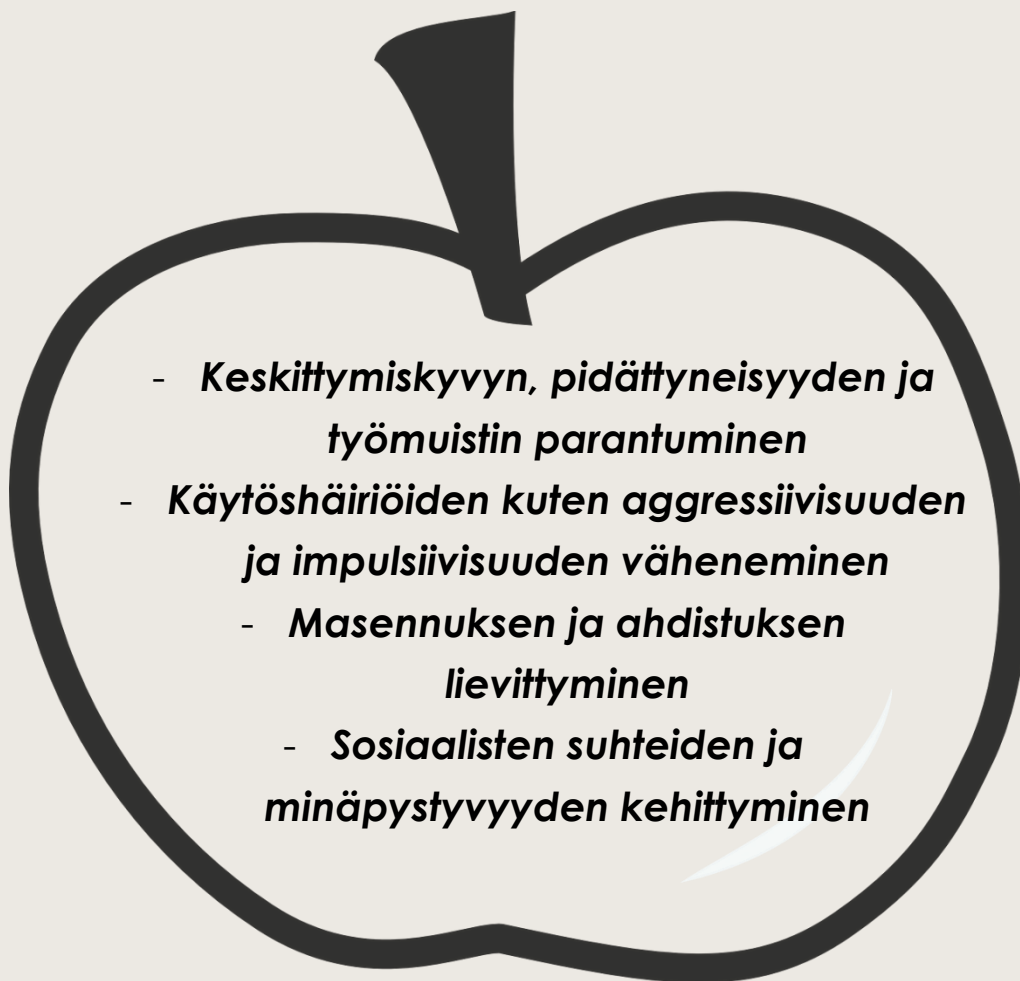 - Keskittymiskyvyn, pidättyneisyyden ja
työmuistin parantuminen
- Käytöshäiriöiden kuten aggressiivisuuden
ja impulsiivisuuden väheneminen
- Masennuksen ja ahdistuksen
lievittyminen
- Sosiaalisten suhteiden ja
minäpystyvyyden kehittyminen